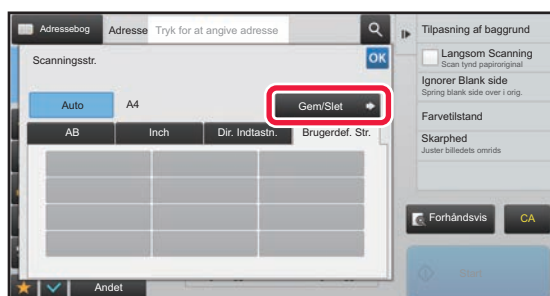 Adressebog
Adresse
Tryk for at angive adresse
Scanningsstr.
OK
Auto
A4
Gem/Slet
AB
Inch
Dir. Indtastn.
Brugerdef. Str.
Andet
Tilpasning af baggrund
Langsom Scanning
Scan tynd papiroriginal
Ignorer Blank side
Spring blank side over i orig.
Farvetilstand
Skarphed
Juster billedets omrids
Forhåndsvis
CA
Start